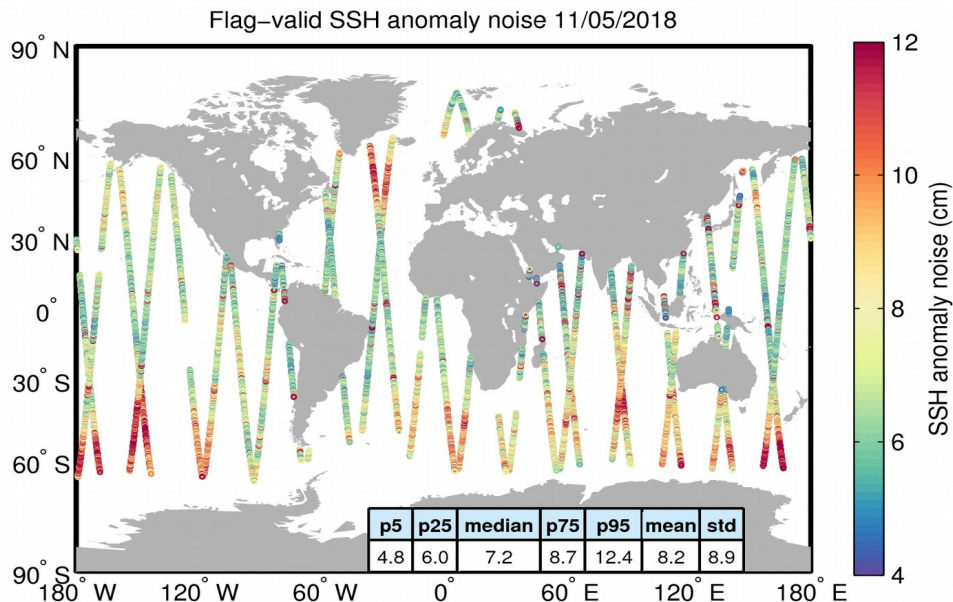 Flag−valid SSH anomaly noise 11/05/2018
90° N
60° N
30° N
0°
30° S
60° S
90° S
180° W 120° W 60° W 0° 60° E 120° E 180° E
p5 p25 median p75 p95 mean std
4.8 6.0 7.2 8.7 12.4 8.2 8.9
12
10
8
6
4
SSH anomaly noise (cm)